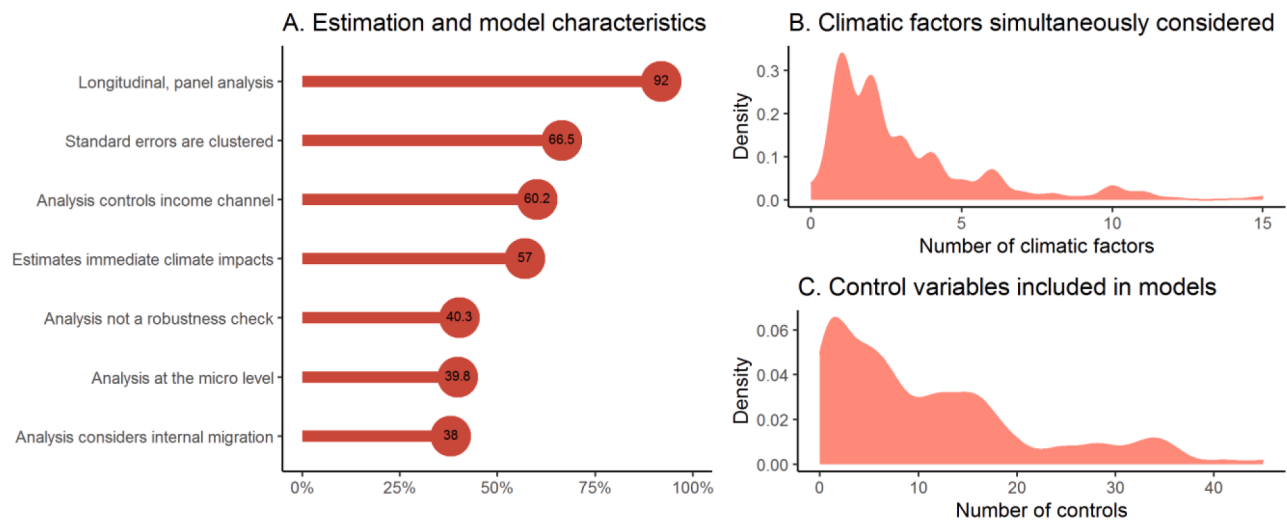 A. Estimation and model characteristics
Longitudinal, panel analysis
92
Standard errors are clustered
66.5
Analysis controls income channel
60.2
Estimates immediate climate impacts
57
Analysis not a robustness check
40.3
Analysis at the micro level
39.8
Analysis considers internal migration
38
0% 25% 50% 75% 100%
B. Climatic factors simultaneously considered
Density
0.3
0.2
0.1
0.0
0 5 10 15
Number of climatic factors
C. Control variables included in models
Density
0.06
0.04
0.02
0.00
0 10 20 30 40
Number of controls